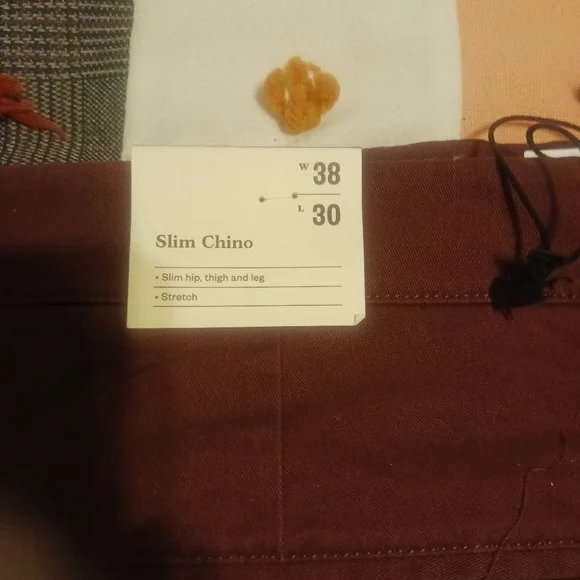 W 38
L 30
Slim Chino
• Slim hip, thigh and leg
• Stretch